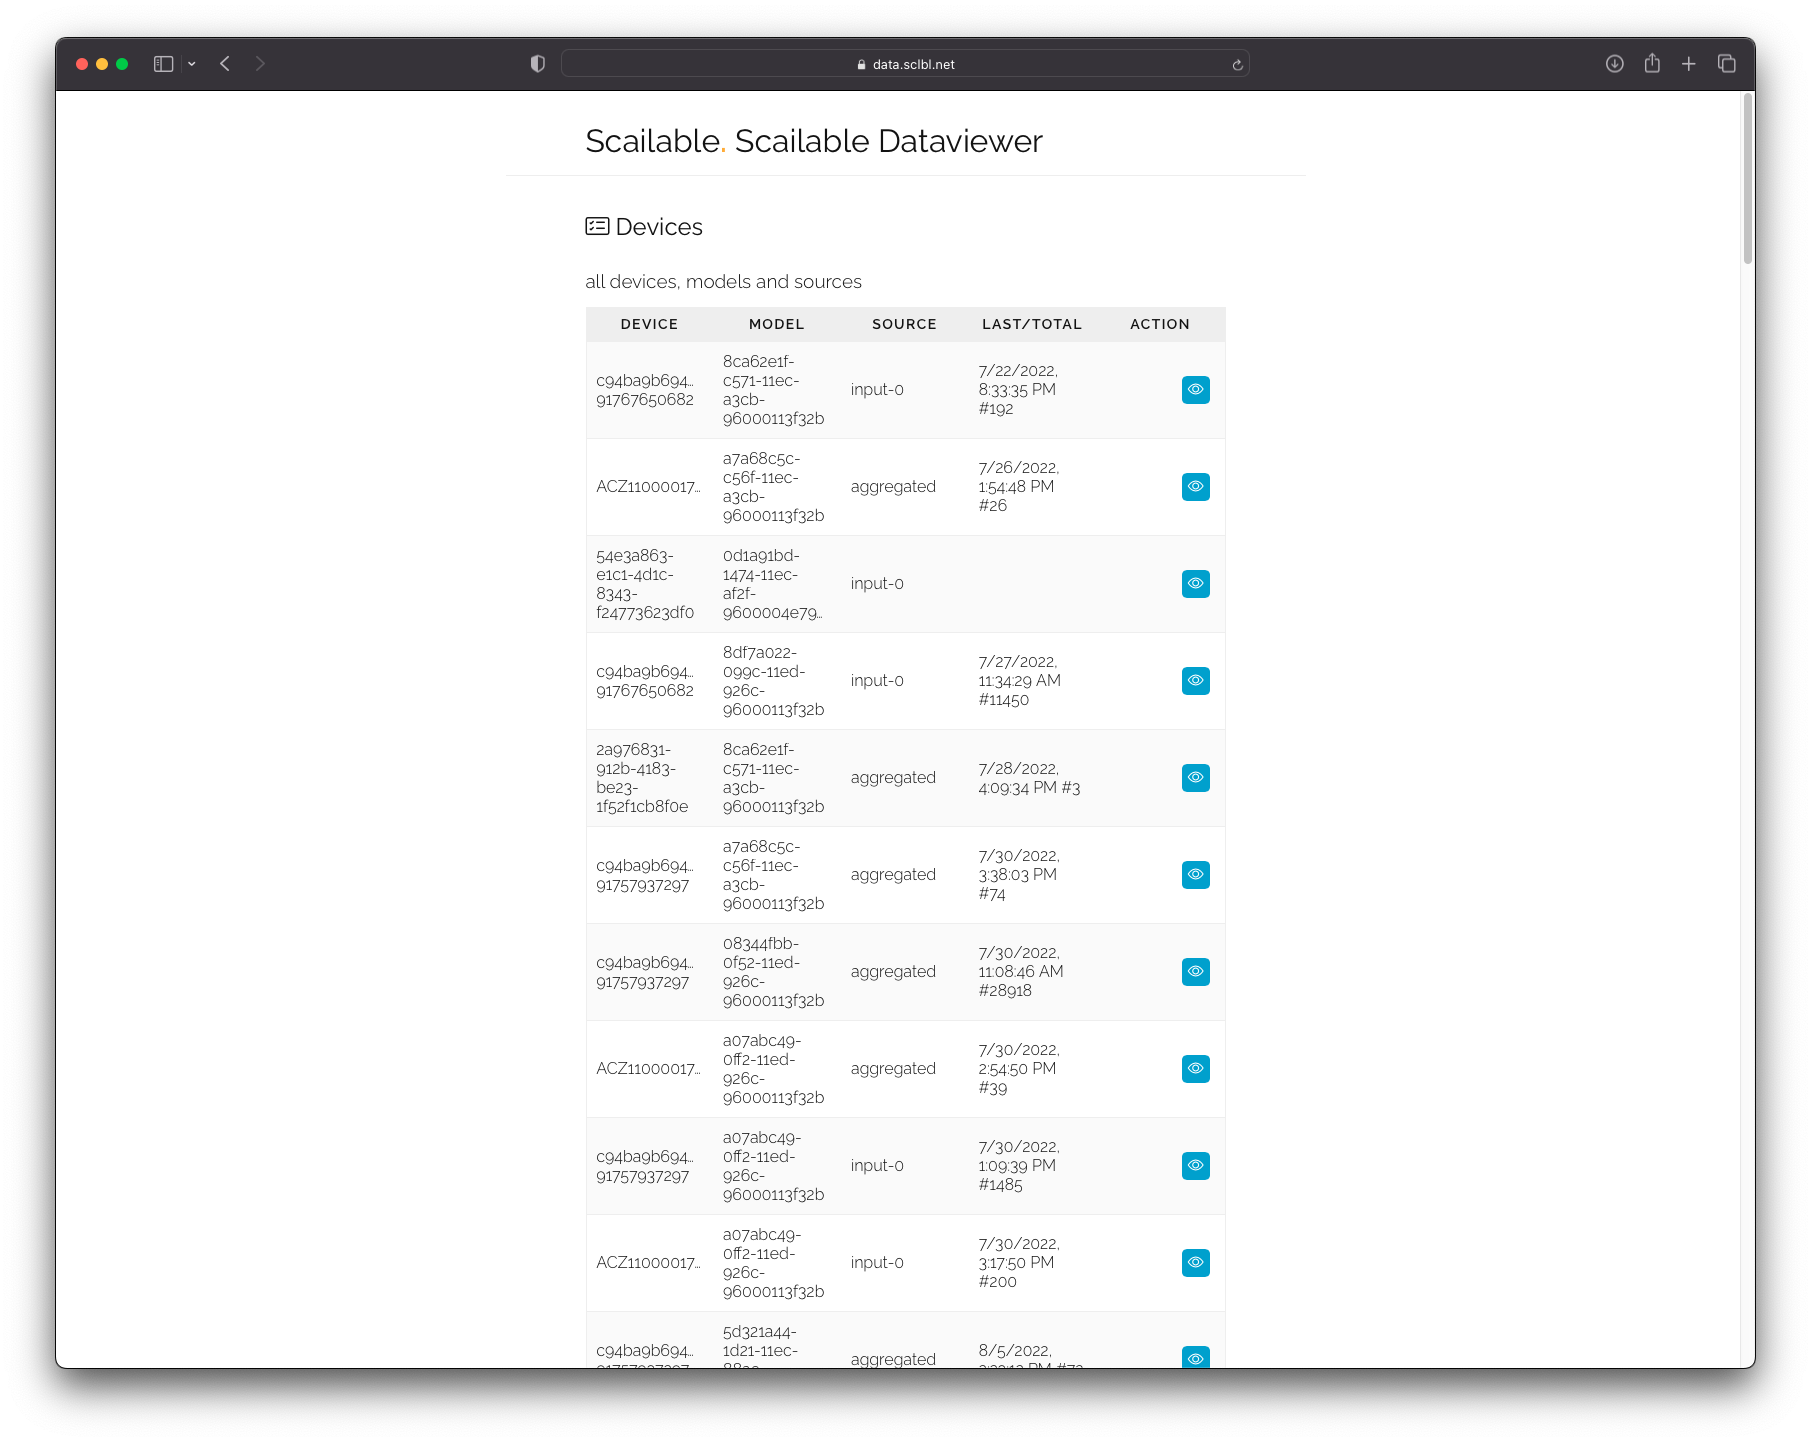 data.sclbl.net
Scailable. Scailable Dataviewer
Devices
all devices, models and sources
DEVICE MODEL SOURCE LAST/TOTAL ACTION
8ca62e1f-
c571-11ec-
a3cb-
96000113f32b
c94ba9b694…
91767650682
input-0
7/22/2022,
8:33:35 PM
#192
ACZ11000017…
a7a68c5c-
c56f-11ec-
a3cb-
96000113f32b
aggregated
7/26/2022,
1:54:48 PM
#26
54e3a863-
e1c1-4d1c-
8343-
f24773623df0
0d1a91bd-
1474-11ec-
af2f-
9600004e79…
input-0
c94ba9b694…
91767650682
8df7a022-
099c-11ed-
926c-
96000113f32b
input-0
7/27/2022,
11:34:29 AM
#11450
2a976831-
912b-4183-
be23-
1f52f1cb8f0e
8ca62e1f-
c571-11ec-
a3cb-
96000113f32b
aggregated
7/28/2022,
4:09:34 PM #3
c94ba9b694…
91757937297
a7a68c5c-
c56f-11ec-
a3cb-
96000113f32b
aggregated
7/30/2022,
3:38:03 PM
#74
c94ba9b694…
91757937297
08344fbb-
0f52-11ed-
926c-
96000113f32b
aggregated
7/30/2022,
11:08:46 AM
#28918
ACZ11000017…
a07abc49-
0ff2-11ed-
926c-
96000113f32b
aggregated
7/30/2022,
2:54:50 PM
#39
c94ba9b694…
91757937297
a07abc49-
0ff2-11ed-
926c-
96000113f32b
input-0
7/30/2022,
1:09:39 PM
#1485
ACZ11000017…
a07abc49-
0ff2-11ed-
926c-
96000113f32b
input-0
7/30/2022,
3:17:50 PM
#200
c94ba9b694…
5d321a44-
1d21-11ec-
aggregated
8/5/2022,